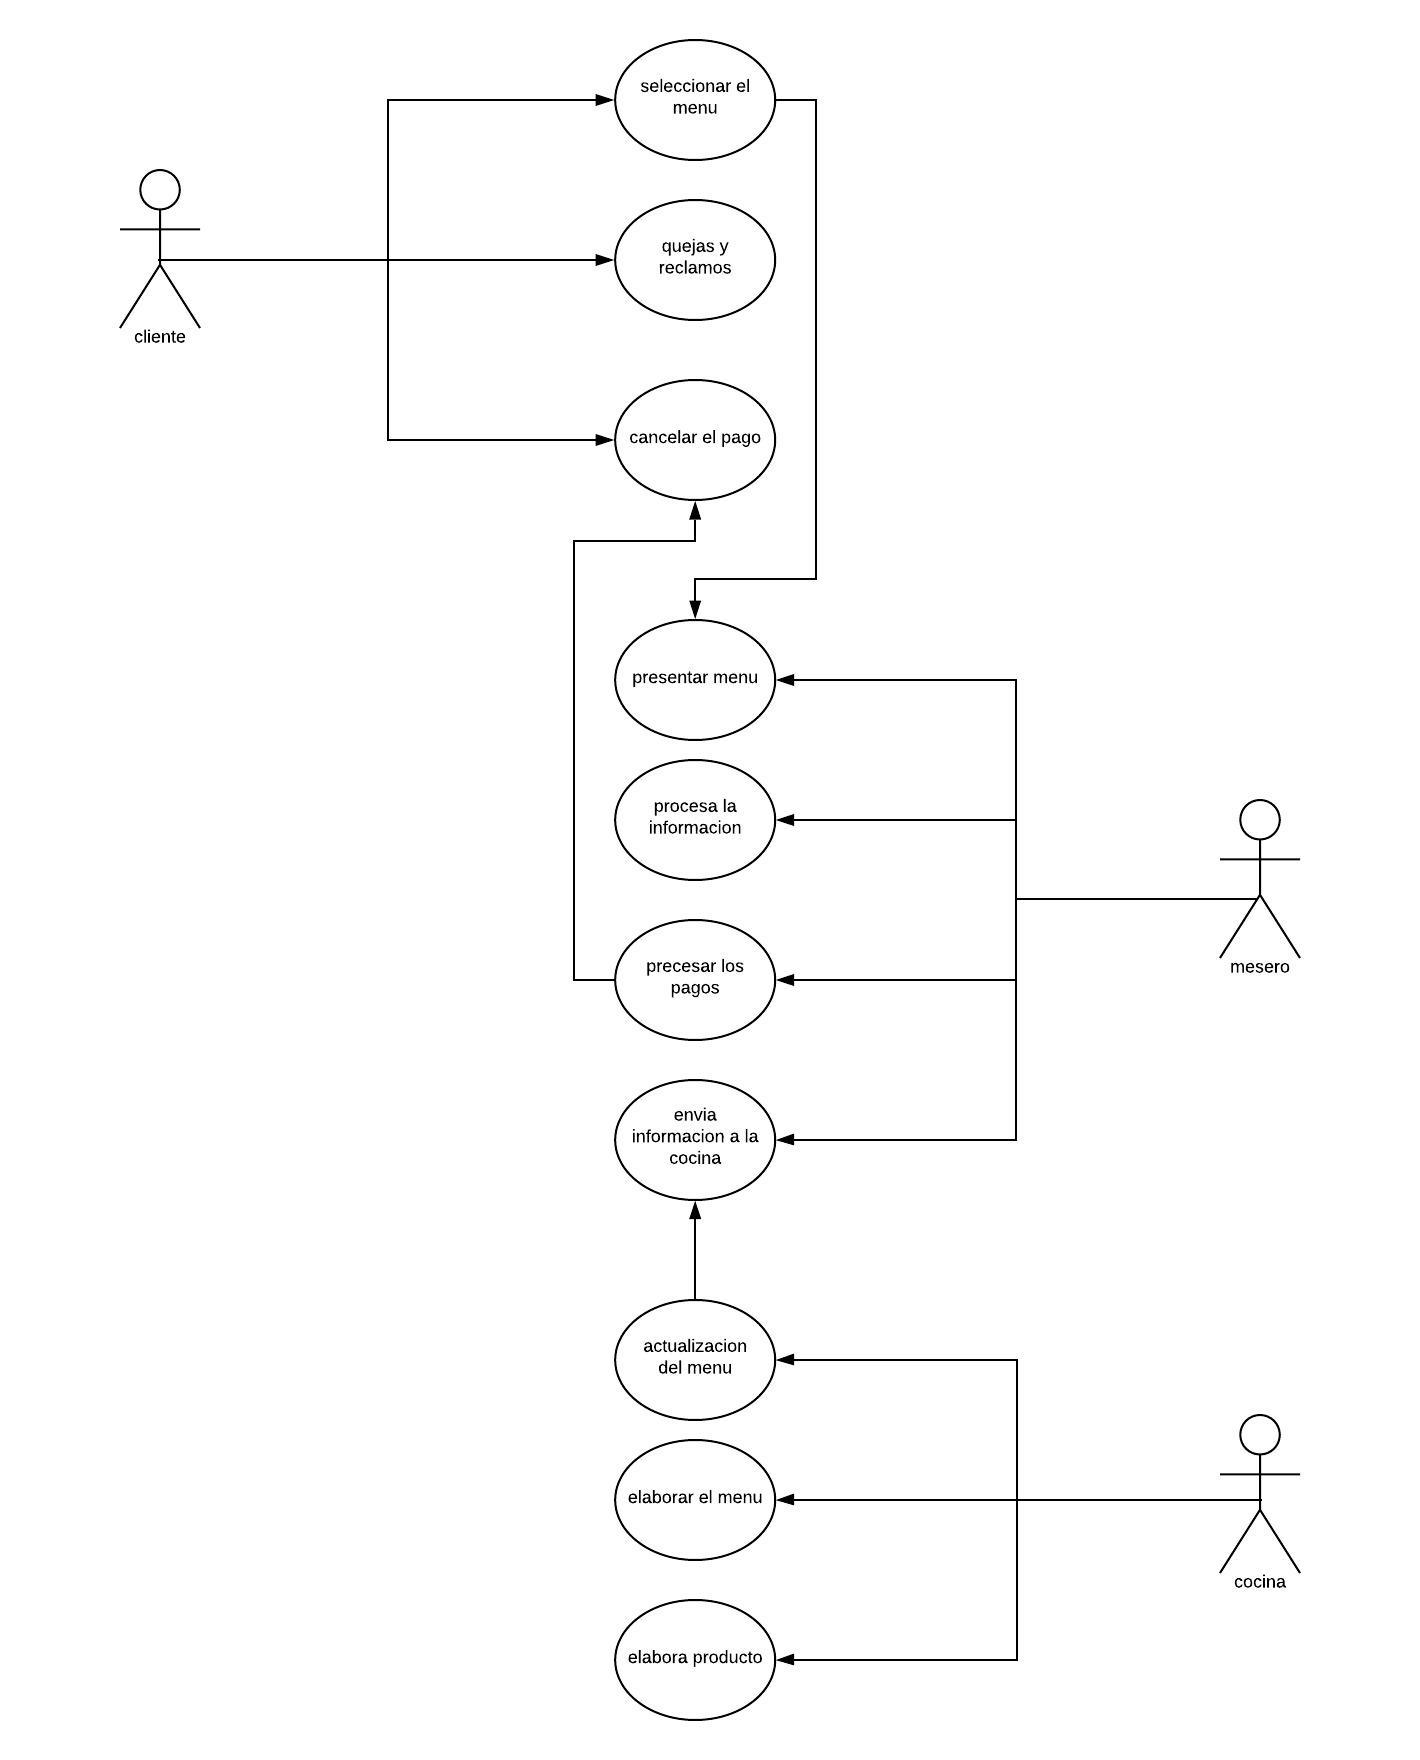 seleccionar el
menu
quejas y
reclamos
cliente
cancelar el pago
presentar menu
procesa la
informacion
precesar los
pagos
mesero
envia
informacion a la
cocina
actualizacion
del menu
elaborar el menu
cocina
elabora producto